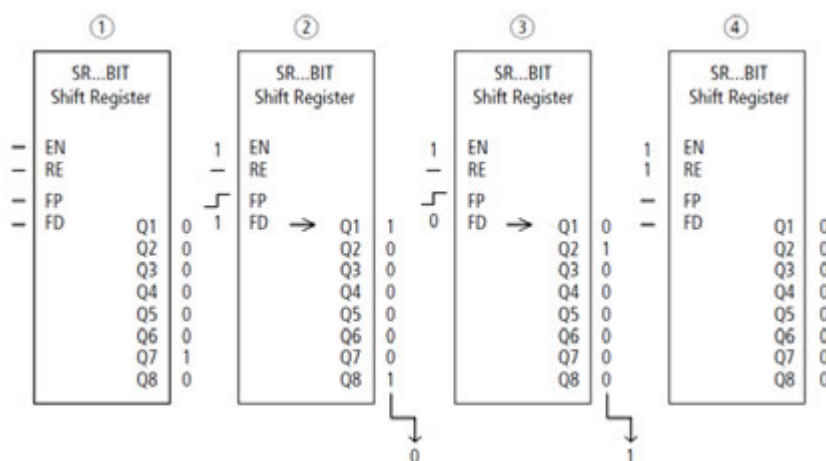 ① ② ③ ④
SR...BIT SR...BIT SR...BIT SR...BIT
Shift Register Shift Register Shift Register Shift Register
– EN 1 EN 1 EN 1 EN
– RE – RE – RE 1 RE
– FP FP FP – FP
– FD Q1 0 1 FD → Q1 1 0 FD → Q1 0 – FD Q1 0
Q2 0 Q2 0 Q2 1 Q2 0
Q3 0 Q3 0 Q3 0 Q3 0
Q4 0 Q4 0 Q4 0 Q4 0
Q5 0 Q5 0 Q5 0 Q5 0
Q6 0 Q6 0 Q6 0 Q6 0
Q7 1 Q7 0 Q7 0 Q7 0
Q8 0 Q8 1 Q8 0 Q8 0
0 1